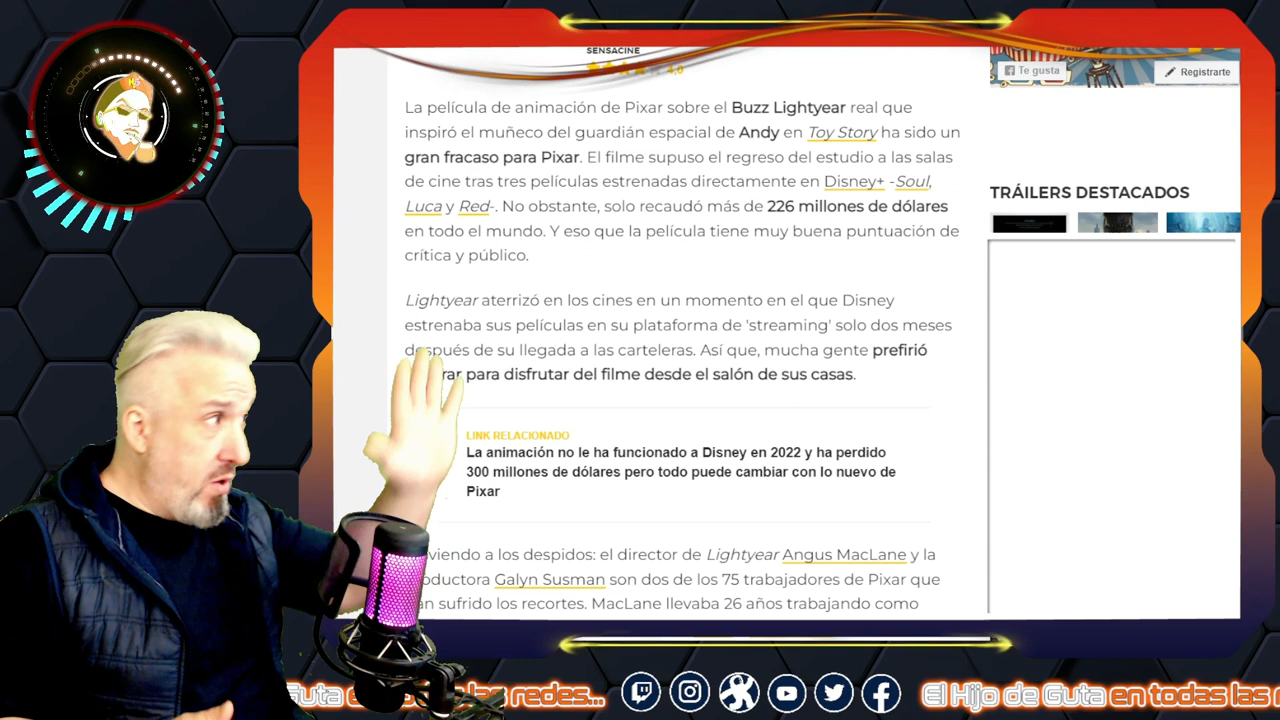 SENSACINE
4,0
Te gusta
Registrarte
La película de animación de Pixar sobre el Buzz Lightyear real que
inspiró el muñeco del guardián espacial de Andy en Toy Story ha sido un
gran fracaso para Pixar. El filme supuso el regreso del estudio a las salas
de cine tras tres películas estrenadas directamente en Disney+ -Soul,
Luca y Red-. No obstante, solo recaudó más de 226 millones de dólares
en todo el mundo. Y eso que la película tiene muy buena puntuación de
crítica y público.
TRÁILERS DESTACADOS
Lightyear aterrizó en los cines en un momento en el que Disney
estrenaba sus películas en su plataforma de 'streaming' solo dos meses
después de su llegada a las carteleras. Así que, mucha gente prefirió
rar para disfrutar del filme desde el salón de sus casas.
LINK RELACIONADO
La animación no le ha funcionado a Disney en 2022 y ha perdido
300 millones de dólares pero todo puede cambiar con lo nuevo de
Pixar
viendo a los despidos: el director de Lightyear Angus MacLane y la
oductora Galyn Susman son dos de los 75 trabajadores de Pixar que
an sufrido los recortes. MacLane llevaba 26 años trabajando como
Guta e las redes... El Hijo de Guta en todas las